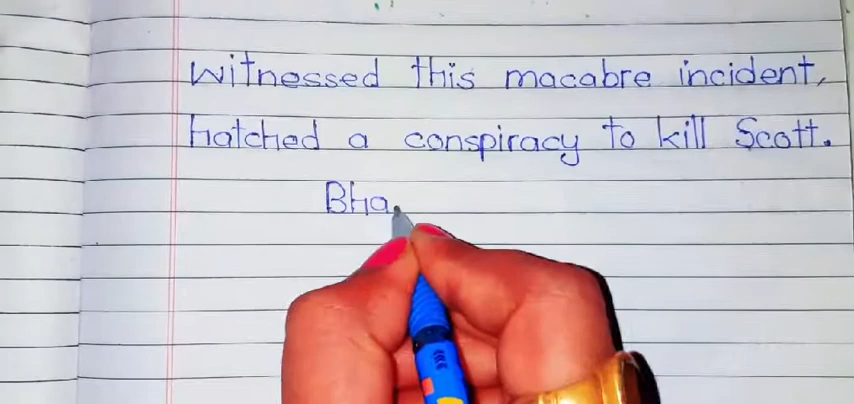 witnessed this macabre incident,
hatched a conspiracy to kill Scott.
Bha